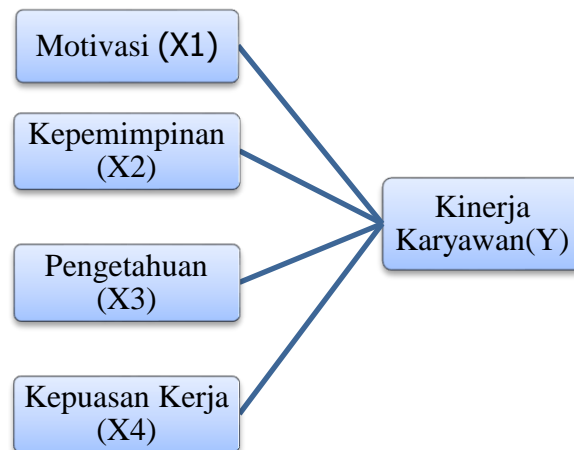 Motivasi (X1)
Kepemimpinan
(X2)
Pengetahuan
(X3)
Kepuasan Kerja
(X4)
Kinerja
Karyawan(Y)